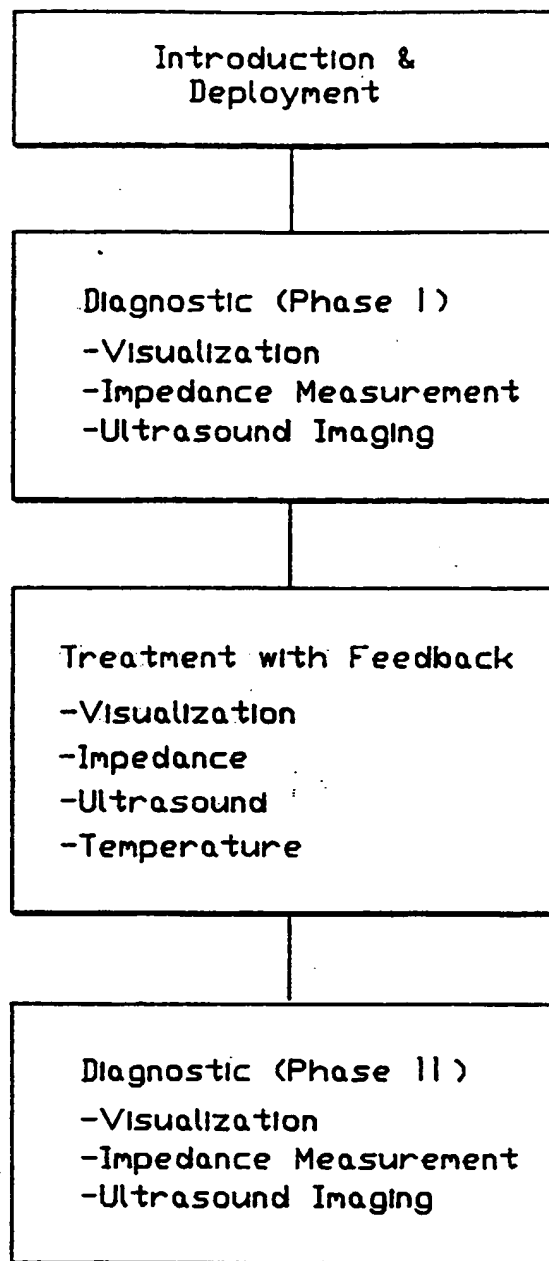 Introduction &
Deployment
Diagnostic (Phase I)
-Visualization
-Impedance Measurement
-Ultrasound Imaging
Treatment with Feedback
-Visualization
-Impedance
-Ultrasound
-Temperature
Diagnostic (Phase II)
-Visualization
-Impedance Measurement
-Ultrasound Imaging